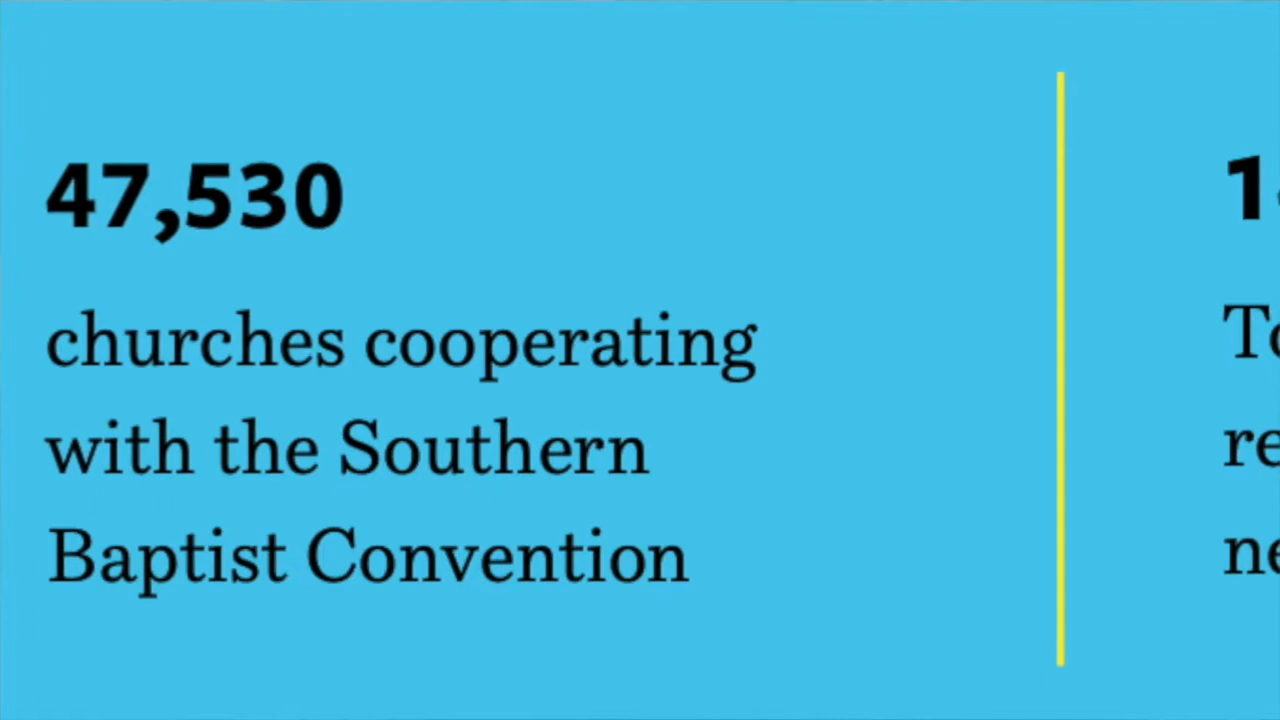 47,530
churches cooperating
with the Southern
Baptist Convention